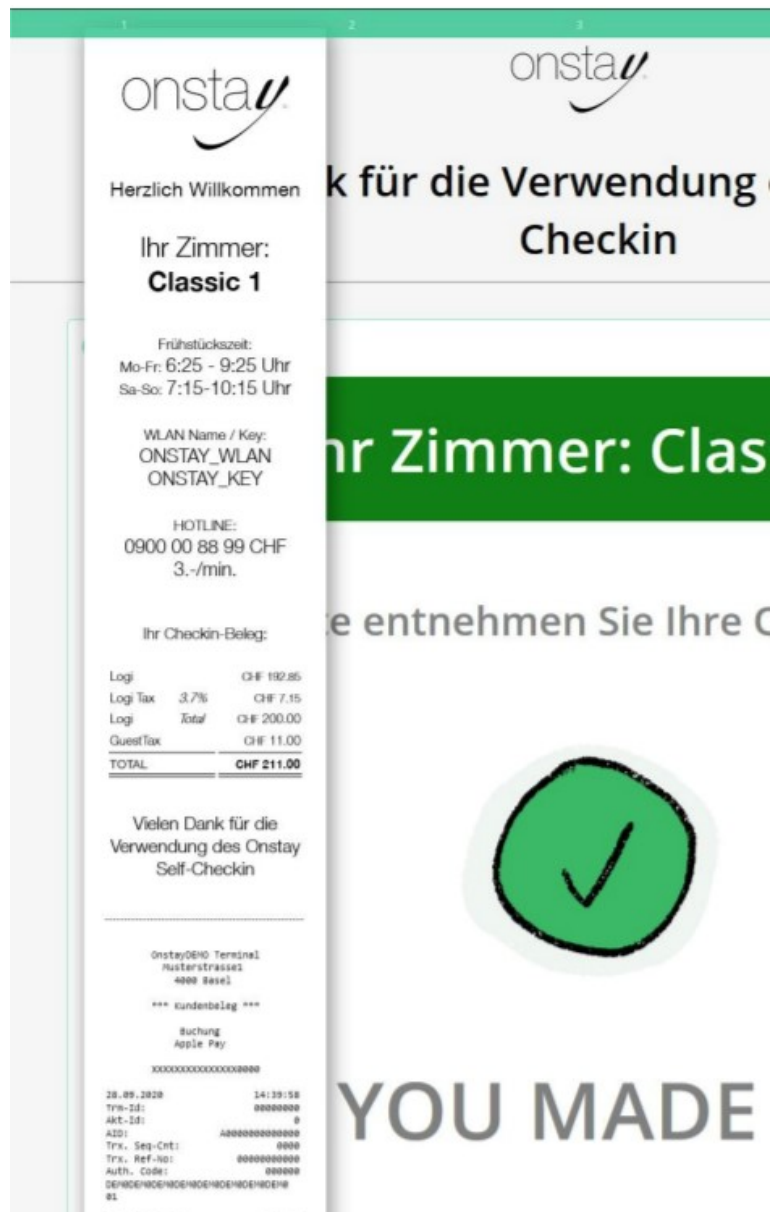 1
2
3
onstay
Herzlich Willkommen
Ihr Zimmer:
Classic 1
Frühstückszeit:
Mo-Fr: 6:25 - 9:25 Uhr
Sa-So: 7:15-10:15 Uhr
WLAN Name / Key:
ONSTAY_WLAN
ONSTAY_KEY
HOTLINE:
0900 00 88 99 CHF
3.-/min.
Ihr Checkin-Beleg:
Logi CHF 192.85
Logi Tax 3.7% CHF 7.15
Logi Total CHF 200.00
GuestTax CHF 11.00
TOTAL CHF 211.00
Vielen Dank für die
Verwendung des Onstay
Self-Checkin
OnstayDEMO Terminal
Musterstrasse1
4000 Basel
*** Kundenbeleg ***
Buchung
Apple Pay
XXXXXXXXXXXXXXX0000
28.09.2020 14:39:58
Trm-Id: 00000000
Akt-Id: 0
AID: A0000000000000
Trx. Seq-Cnt: 0000
Trx. Ref-No: 00000000000
Auth. Code: 000000
DEMODEMODEMODEMODEMODEMODEMODEMO
01
onstay
k für die Verwendung
Checkin
hr Zimmer: Clas
te entnehmen Sie Ihre
YOU MADE